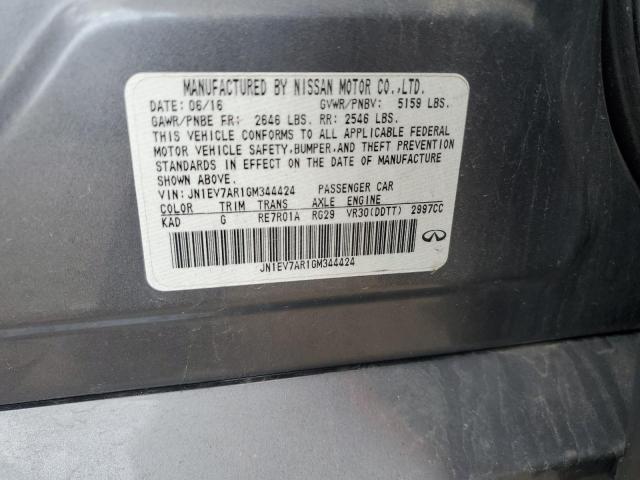 MANUFACTURED BY NISSAN MOTOR CO.,LTD.
DATE: 06/16 GVWR/PNBV: 5159 LBS.
GAWR/PNBE FR: 2646 LBS. RR: 2546 LBS.
THIS VEHICLE CONFORMS TO ALL APPLICABLE FEDERAL
MOTOR VEHICLE SAFETY, BUMPER, AND THEFT PREVENTION
STANDARDS IN EFFECT ON THE DATE OF MANUFACTURE
SHOWN ABOVE.
VIN: JN1EV7AR1GM344424 PASSENGER CAR
COLOR TRIM TRANS AXLE ENGINE
KAD G RE7R01A RG29 VR30(DDTT) 2997CC
JN1EV7AR1GM344424